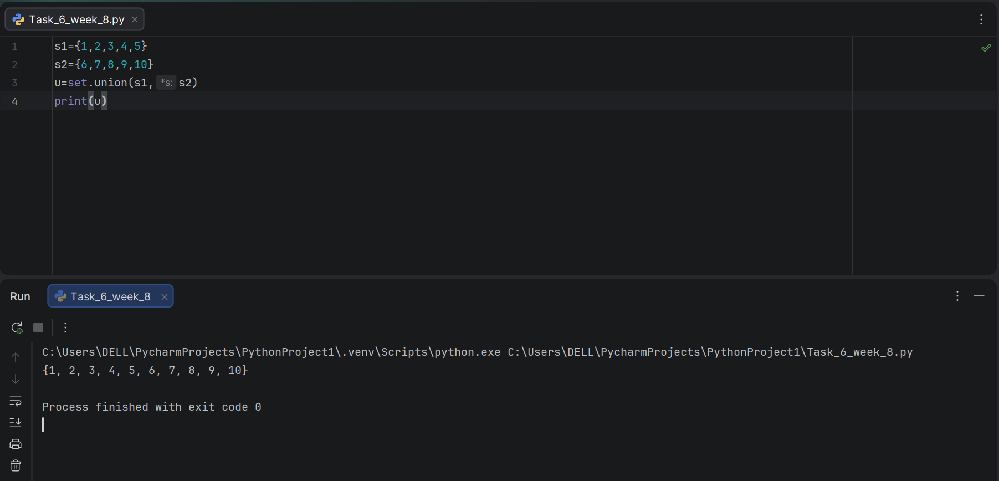 Task_6_week_8.py
1 s1={1,2,3,4,5}
2 s2={6,7,8,9,10}
3 u=set.union(s1, *s: s2)
4 print(u)
Run Task_6_week_8
C:\Users\DELL\PycharmProjects\PythonProject1\.venv\Scripts\python.exe C:\Users\DELL\PycharmProjects\PythonProject1\Task_6_week_8.py
{1, 2, 3, 4, 5, 6, 7, 8, 9, 10}
Process finished with exit code 0